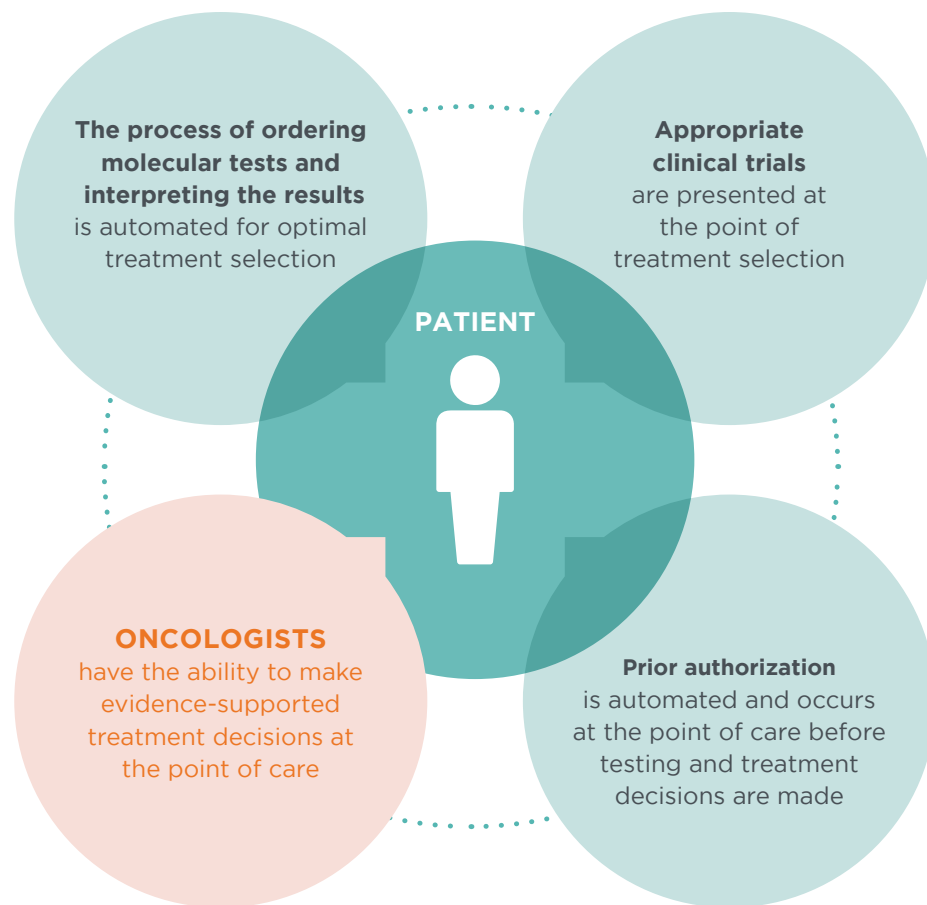 The process of ordering
molecular tests and
interpreting the results
is automated for optimal
treatment selection
Appropriate
clinical trials
are presented at
the point of
treatment selection
PATIENT
ONCOLOGISTS
have the ability to make
evidence-supported
treatment decisions at
the point of care
Prior authorization
is automated and occurs
at the point of care before
testing and treatment
decisions are made